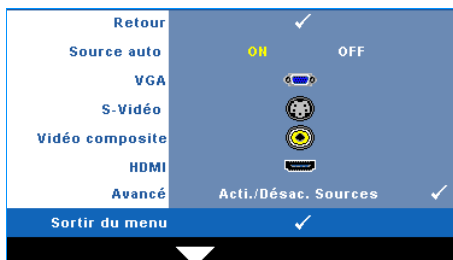 Retour
Source auto ON OFF
VGA
S-Vidéo
Vidéo composite
HDMI
Avancé Acti./Désac. Sources
Sortir du menu